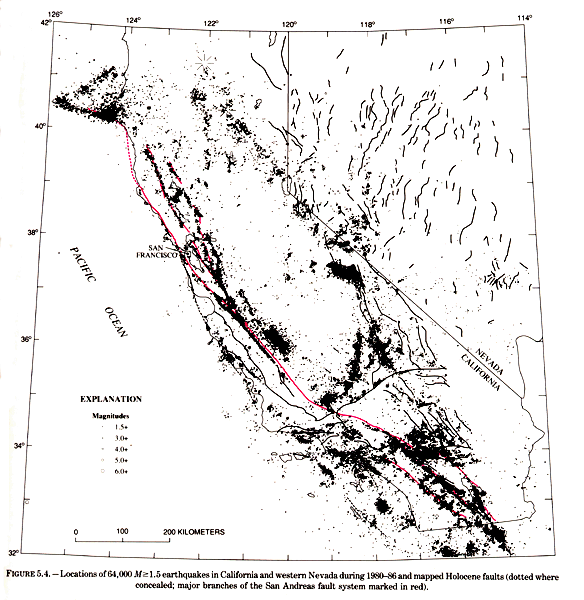 42°
126°
124°
122°
120°
118°
116°
114°
40°
38°
SAN
FRANCISCO
PACIFIC
OCEAN
36°
NEVADA
CALIFORNIA
EXPLANATION
Magnitudes
1.5+
3.0+
4.0+
5.0+
6.0+
34°
0 100 200 KILOMETERS
32°
FIGURE 5.4. — Locations of 64,000 M≥1.5 earthquakes in California and western Nevada during 1980–86 and mapped Holocene faults (dotted where
concealed; major branches of the San Andreas fault system marked in red).